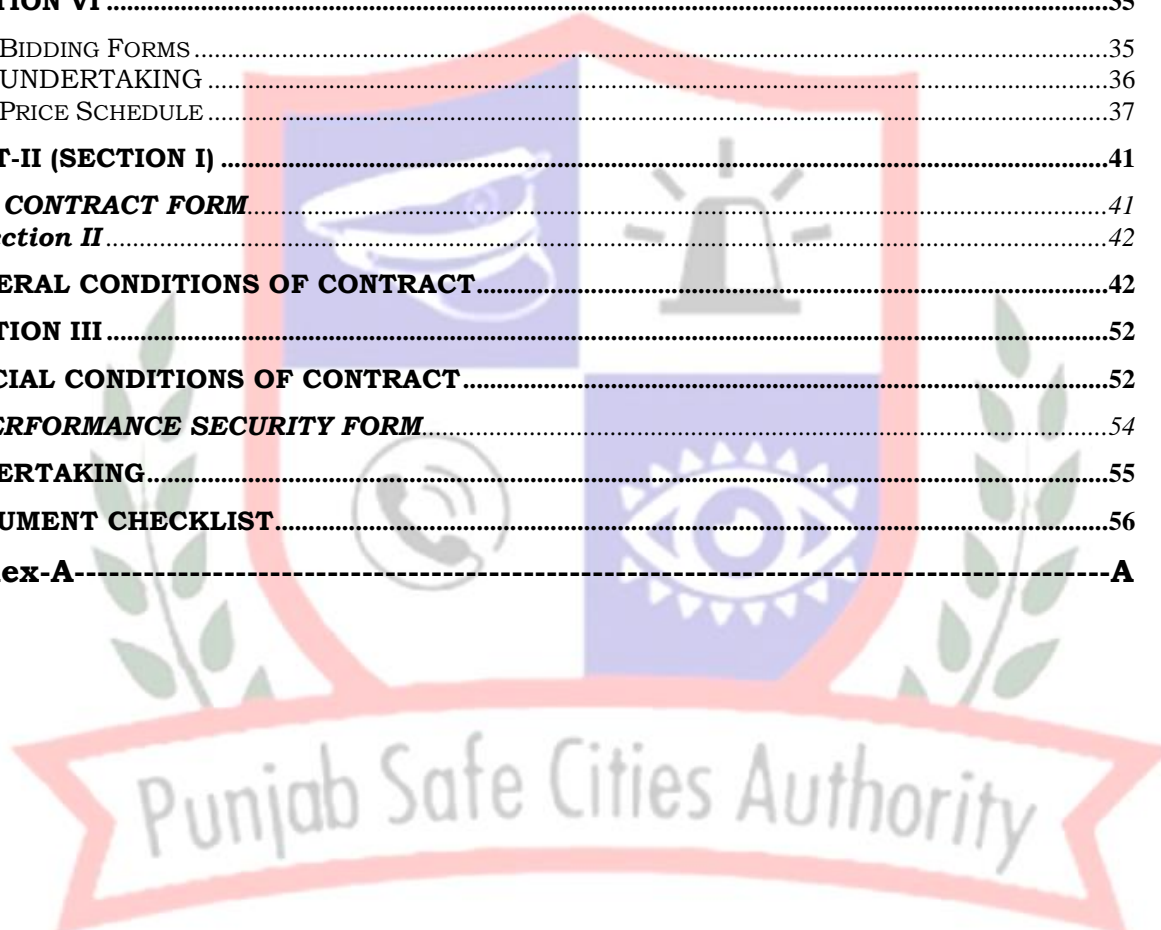 TION VI ........ 35
BIDDING FORMS ........ 35
UNDERTAKING ........ 36
PRICE SCHEDULE ........ 37
T-II (SECTION I) ........ 41
CONTRACT FORM ........ 41
ection II ........ 42
ERAL CONDITIONS OF CONTRACT ........ 42
TION III ........ 52
CIAL CONDITIONS OF CONTRACT ........ 52
ERFORMANCE SECURITY FORM ........ 54
ERTAKING ........ 55
UMENT CHECKLIST ........ 56
ex-A--------A
Punjab Safe Cities Authority